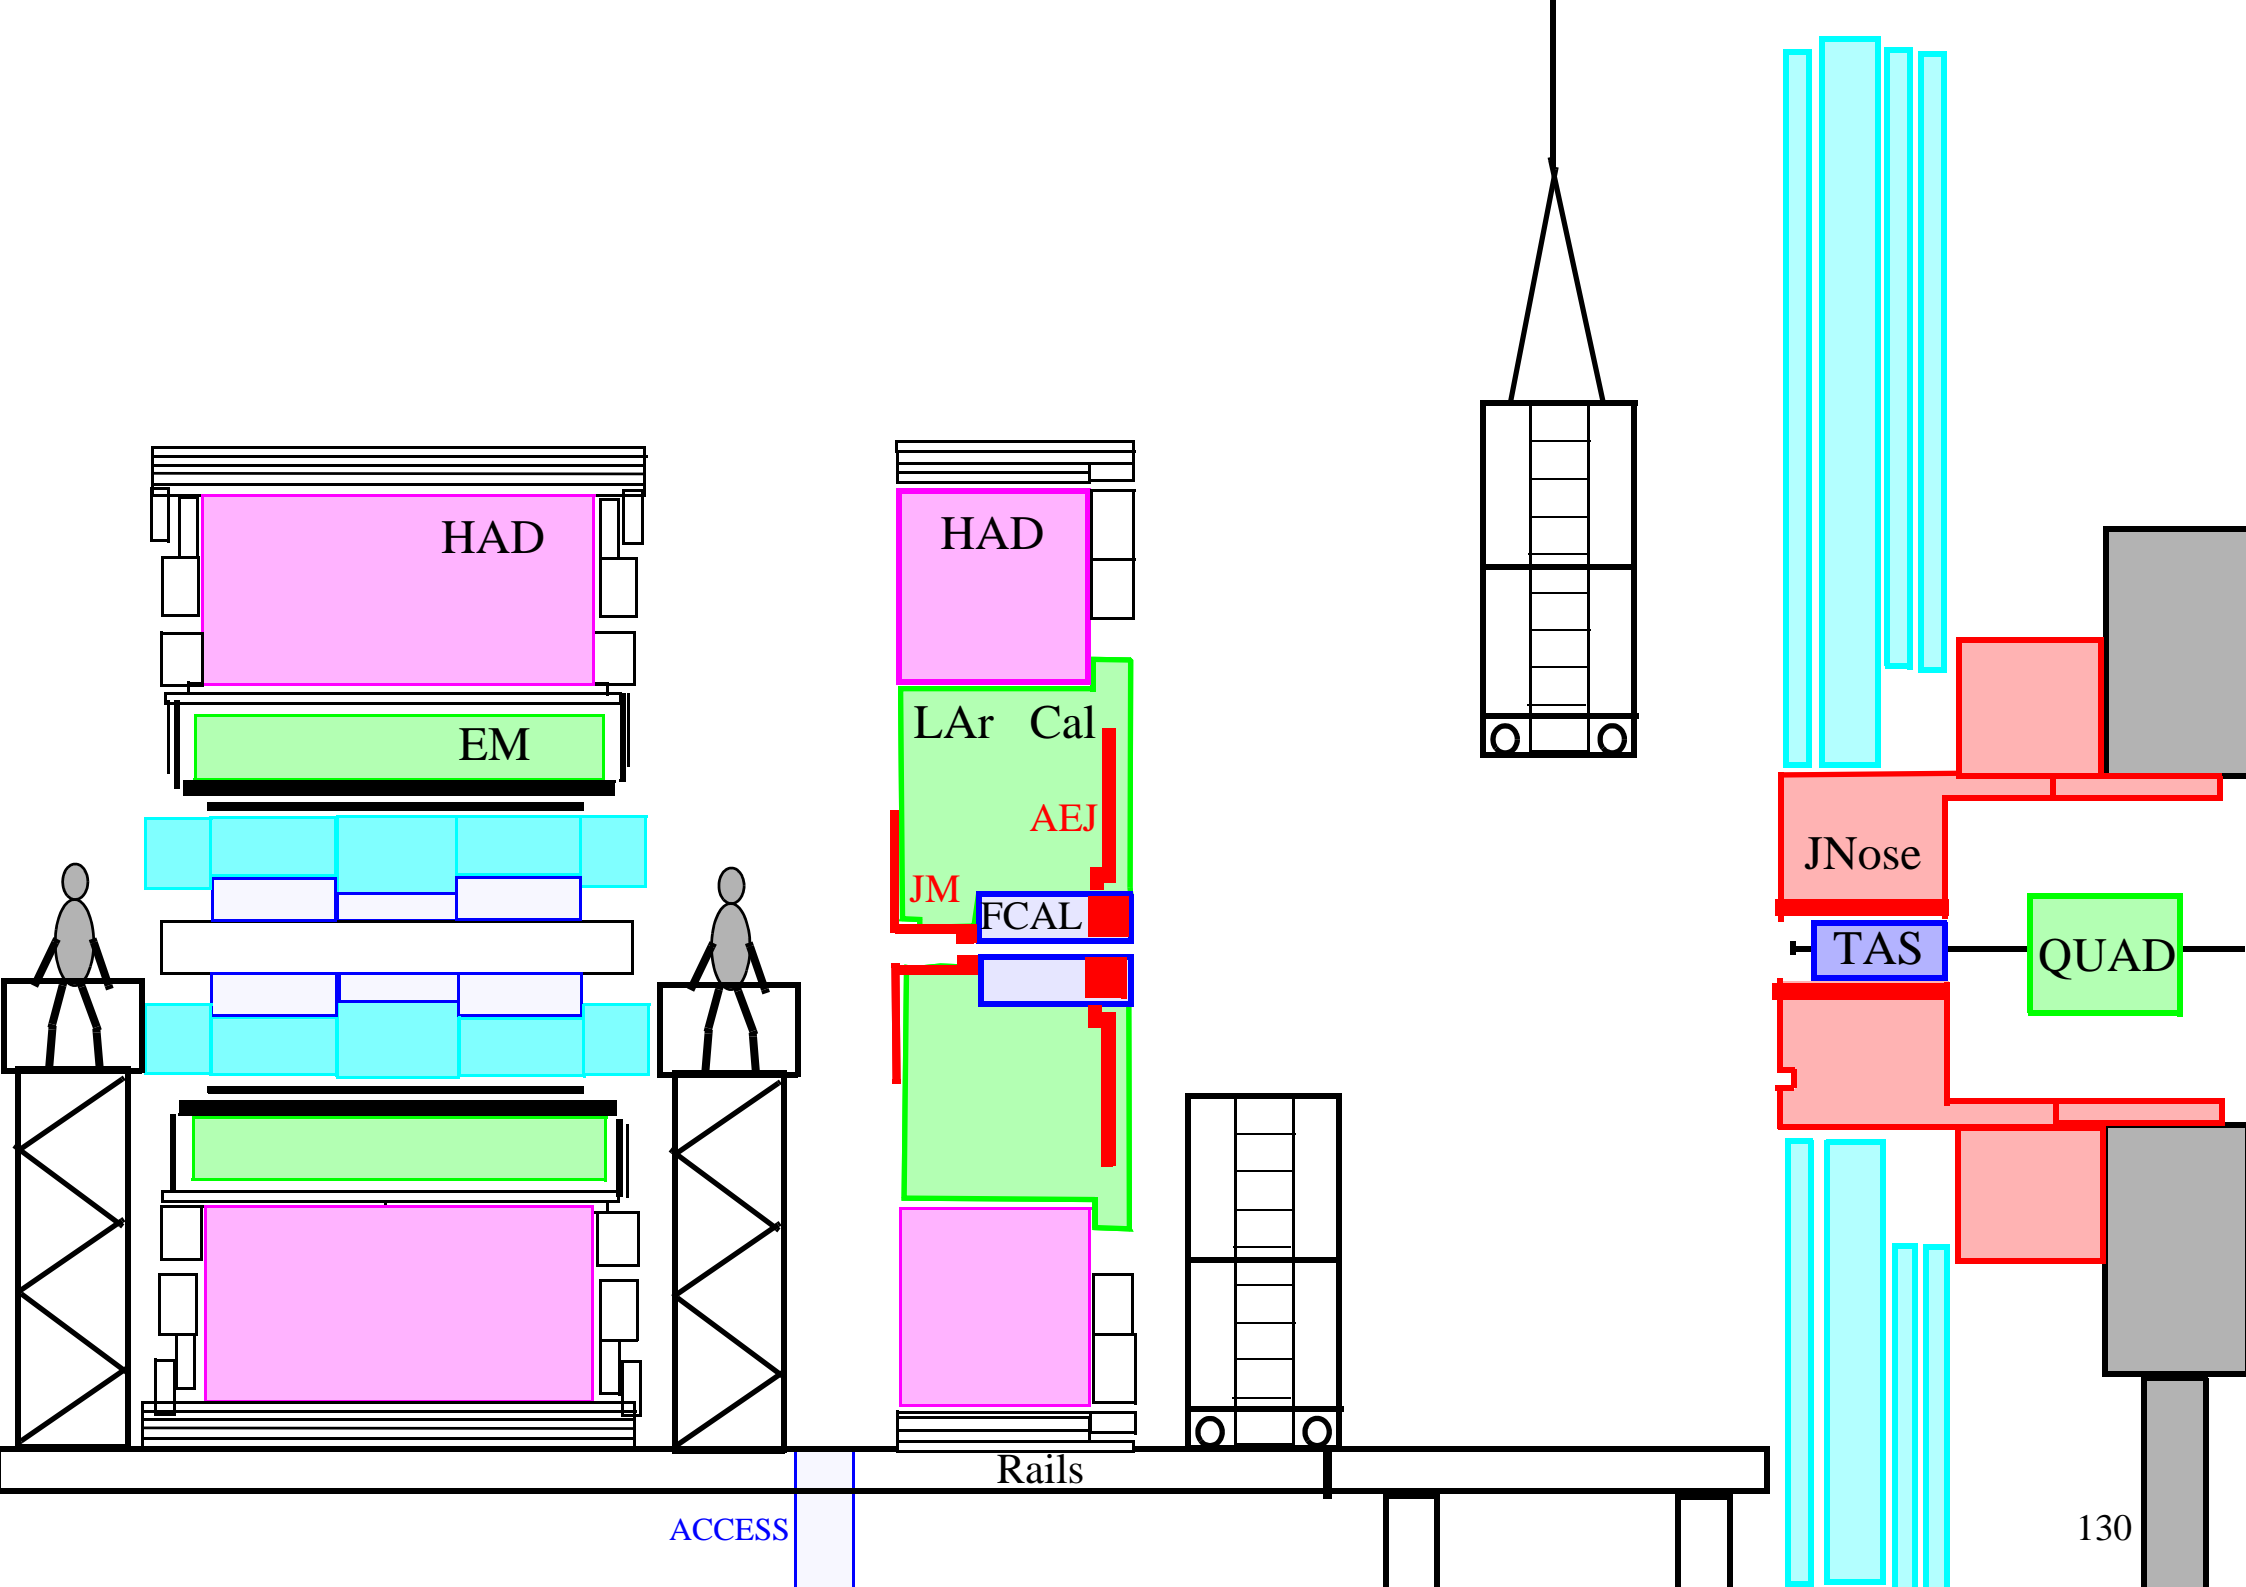 HAD
HAD
EM
LAr Cal
AEJ
JM
FCAL
JNose
TAS
QUAD
Rails
ACCESS
130